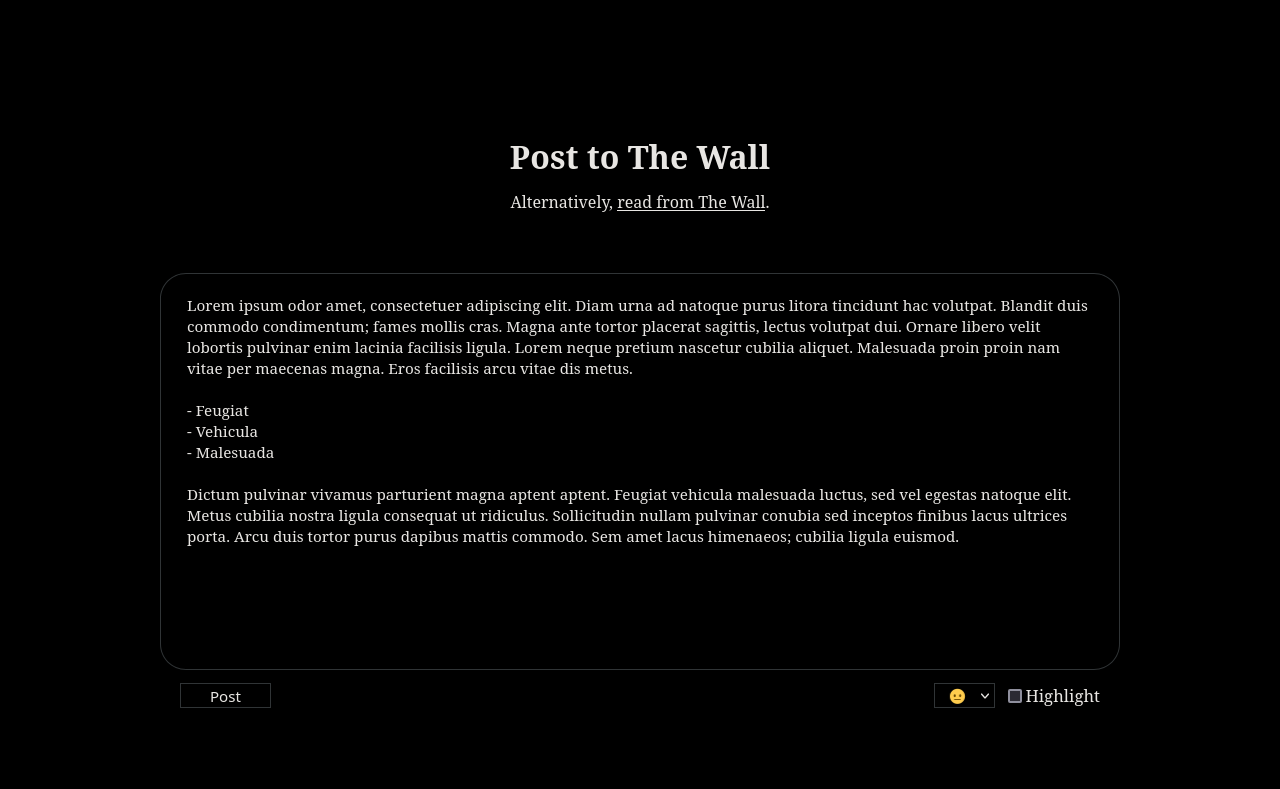 Post to The Wall
Alternatively, read from The Wall.
Lorem ipsum odor amet, consectetuer adipiscing elit. Diam urna ad natoque purus litora tincidunt hac volutpat. Blandit duis
commodo condimentum; fames mollis cras. Magna ante tortor placerat sagittis, lectus volutpat dui. Ornare libero velit
lobortis pulvinar enim lacinia facilisis ligula. Lorem neque pretium nascetur cubilia aliquet. Malesuada proin proin nam
vitae per maecenas magna. Eros facilisis arcu vitae dis metus.
- Feugiat
- Vehicula
- Malesuada
Dictum pulvinar vivamus parturient magna aptent aptent. Feugiat vehicula malesuada luctus, sed vel egestas natoque elit.
Metus cubilia nostra ligula consequat ut ridiculus. Sollicitudin nullam pulvinar conubia sed inceptos finibus lacus ultrices
porta. Arcu duis tortor purus dapibus mattis commodo. Sem amet lacus himenaeos; cubilia ligula euismod.
Post
😐 Highlight